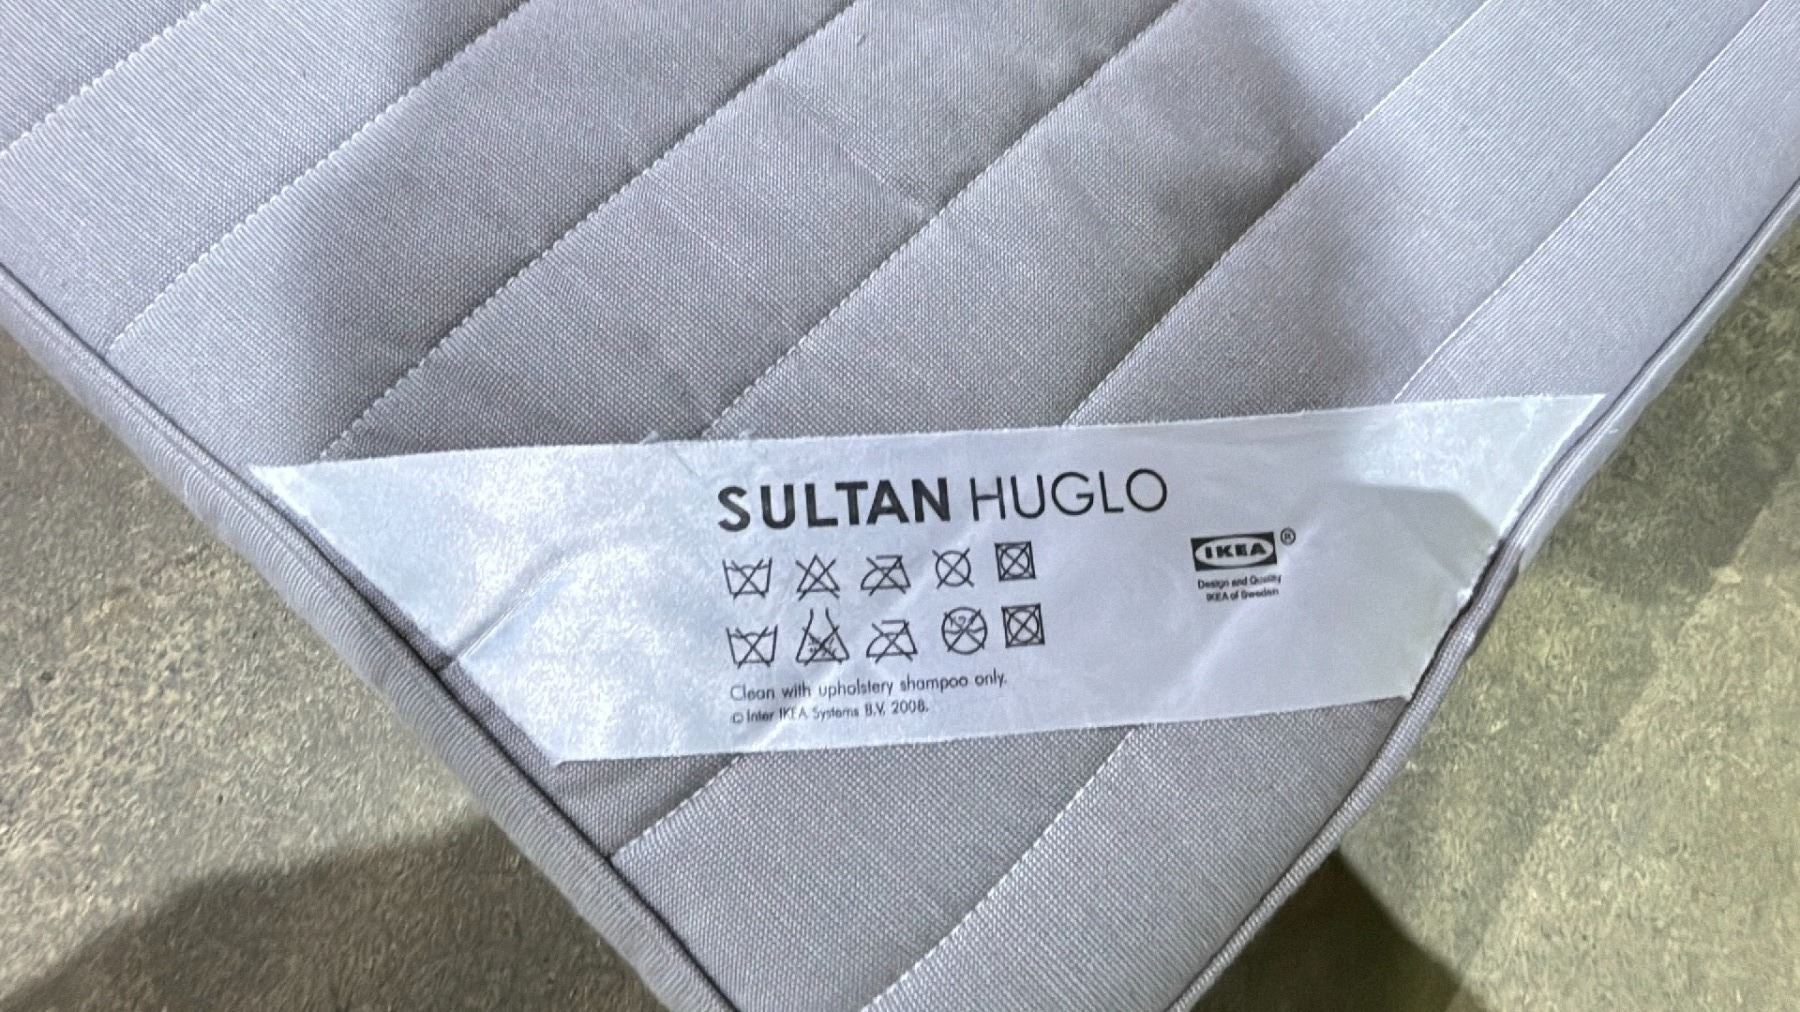 SULTAN HUGLO
IKEA®
Design and Quality
IKEA of Sweden
Clean with upholstery shampoo only.
© Inter IKEA Systems B.V. 2008.